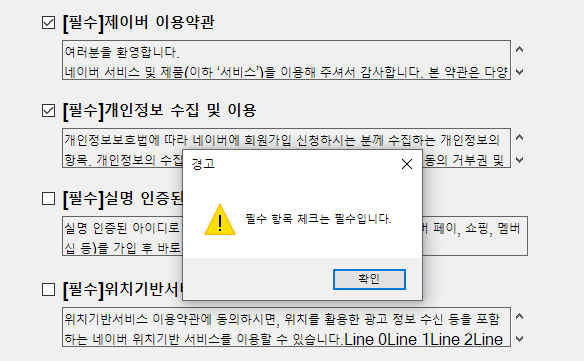 [필수]제이버 이용약관
여러분을 환영합니다.
네이버 서비스 및 제품(이하 ‘서비스’)을 이용해 주셔서 감사합니다. 본 약관은 다양
[필수]개인정보 수집 및 이용
개인정보보호법에 따라 네이버에 회원가입 신청하시는 분께 수집하는 개인정보의
항목, 개인정보의 수집 동의 거부권 및
경고
[필수]실명 인증된
필수 항목 체크는 필수입니다.
실명 인증된 아이디로 버 페이, 쇼핑, 멤버
십 등)를 가입 후 바로
확인
[필수]위치기반서비
위치기반서비스 이용약관에 동의하시면, 위치를 활용한 광고 정보 수신 등을 포함
하는 네이버 위치기반 서비스를 이용할 수 있습니다.Line 0Line 1Line 2Line